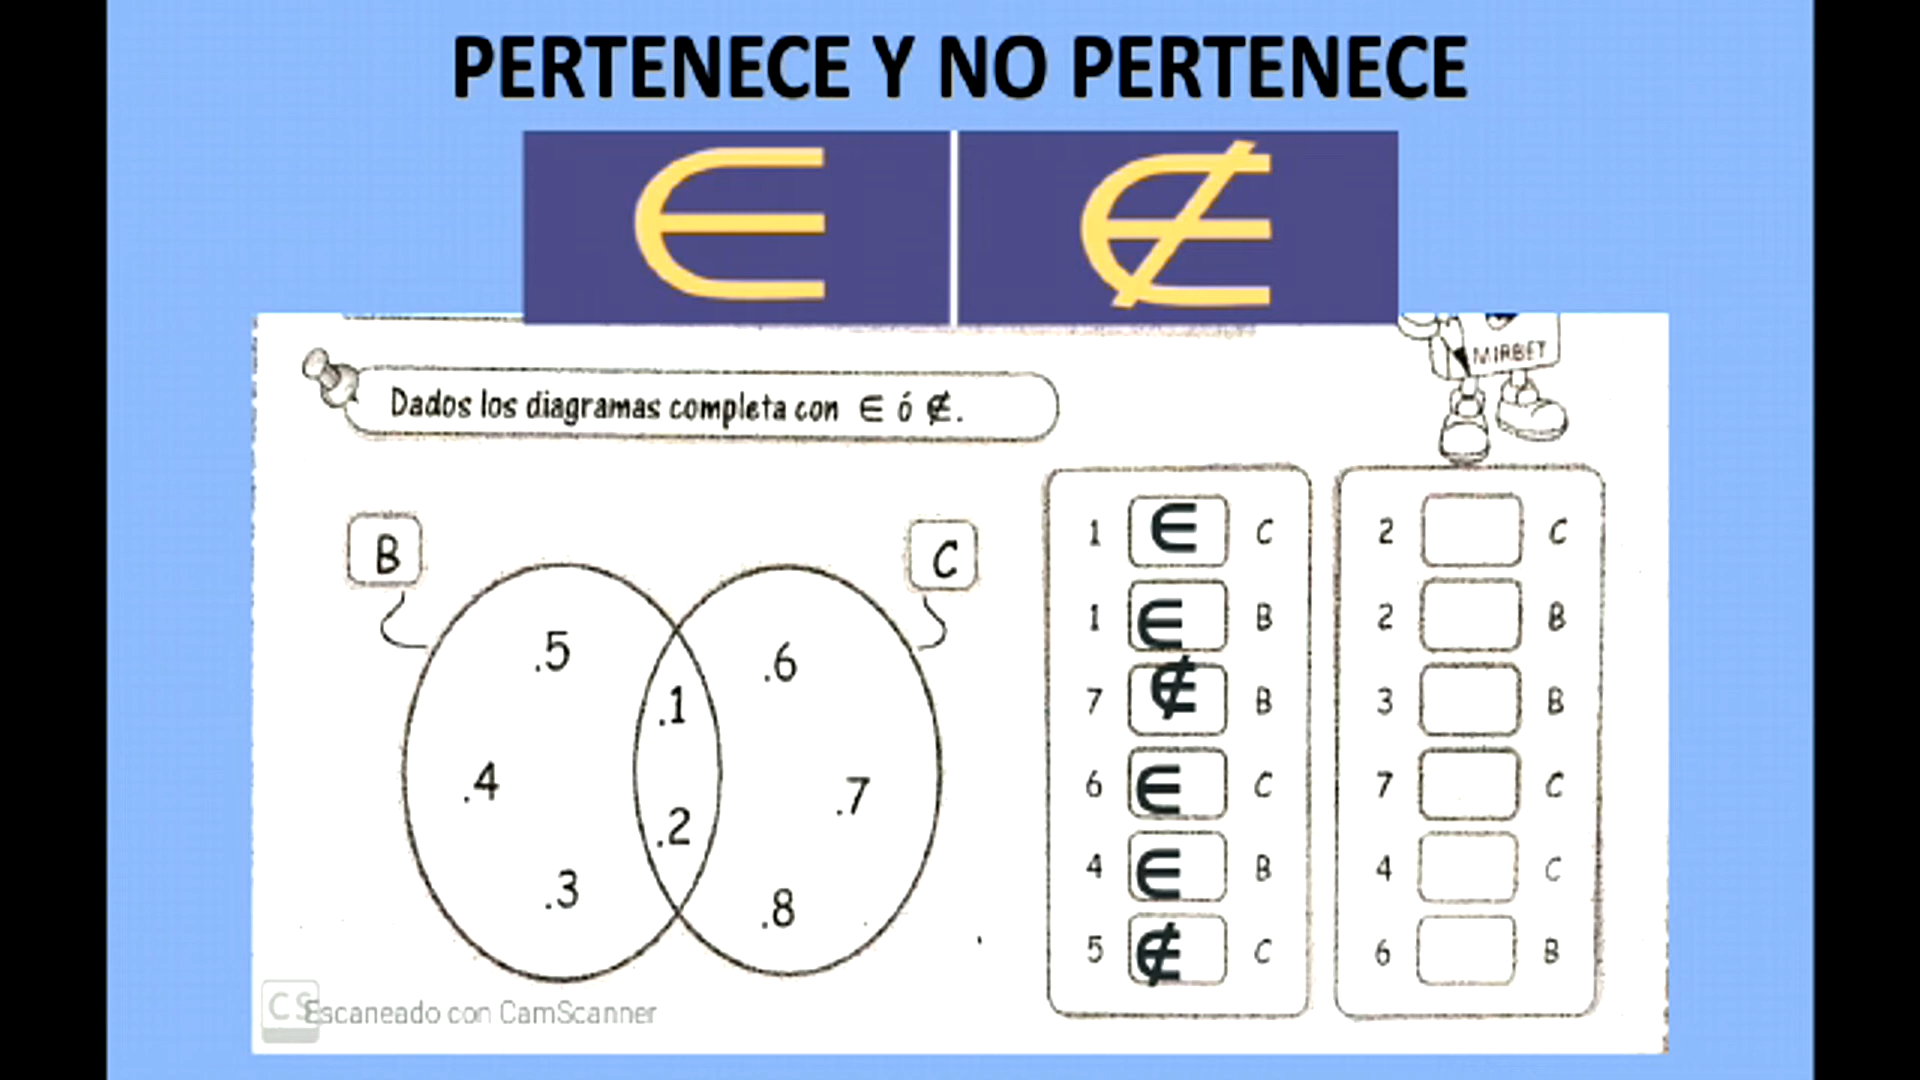 PERTENECE Y NO PERTENECE
∈ ∉
MIRBET
Dados los diagramas completa con ∈ ó ∉.
B
C
.5
.6
.1
.4
.7
.2
.3
.8
1 ∈ C
1 ∈ B
7 ∉ B
6 ∈ C
4 ∈ B
5 ∉ C
2 C
2 B
3 B
7 C
4 C
6 B
CS Escaneado con CamScanner